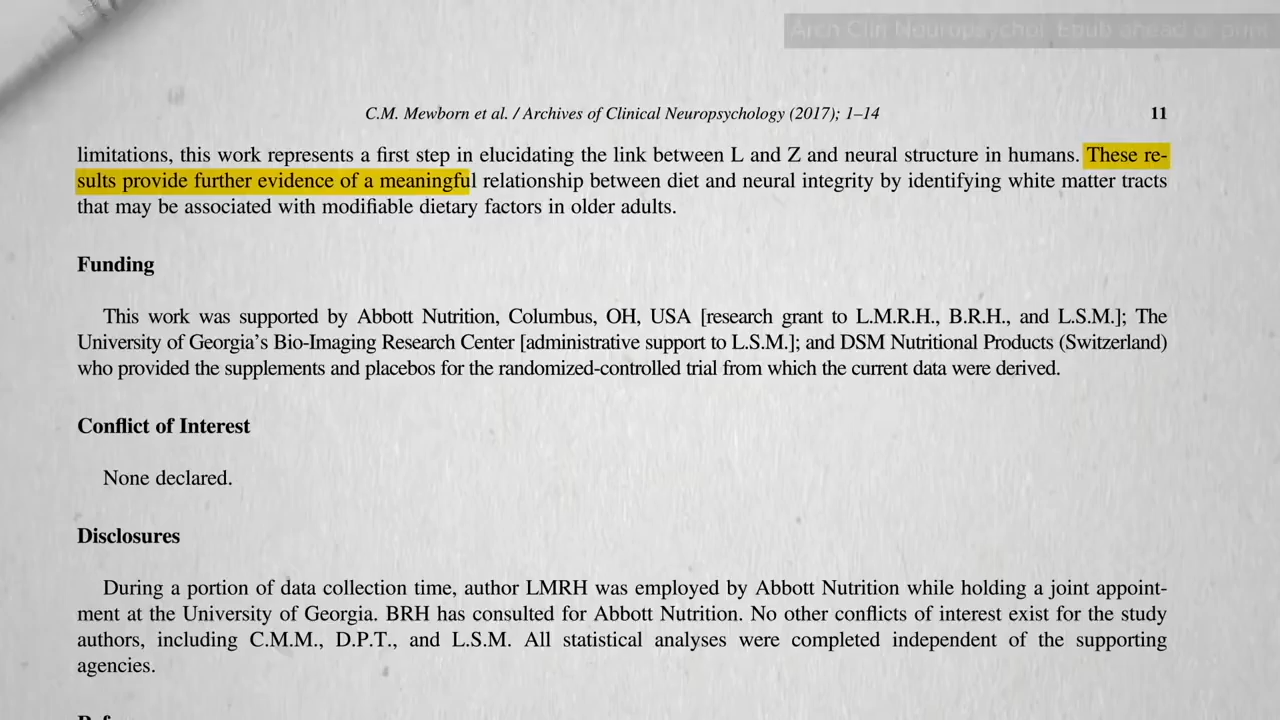 Arch Clin Neuropsychol. Epub ahead of print
C.M. Mewborn et al. / Archives of Clinical Neuropsychology (2017); 1–14 11
limitations, this work represents a first step in elucidating the link between L and Z and neural structure in humans. These re-
sults provide further evidence of a meaningful relationship between diet and neural integrity by identifying white matter tracts
that may be associated with modifiable dietary factors in older adults.
Funding
This work was supported by Abbott Nutrition, Columbus, OH, USA [research grant to L.M.R.H., B.R.H., and L.S.M.]; The
University of Georgia's Bio-Imaging Research Center [administrative support to L.S.M.]; and DSM Nutritional Products (Switzerland)
who provided the supplements and placebos for the randomized-controlled trial from which the current data were derived.
Conflict of Interest
None declared.
Disclosures
During a portion of data collection time, author LMRH was employed by Abbott Nutrition while holding a joint appoint-
ment at the University of Georgia. BRH has consulted for Abbott Nutrition. No other conflicts of interest exist for the study
authors, including C.M.M., D.P.T., and L.S.M. All statistical analyses were completed independent of the supporting
agencies.